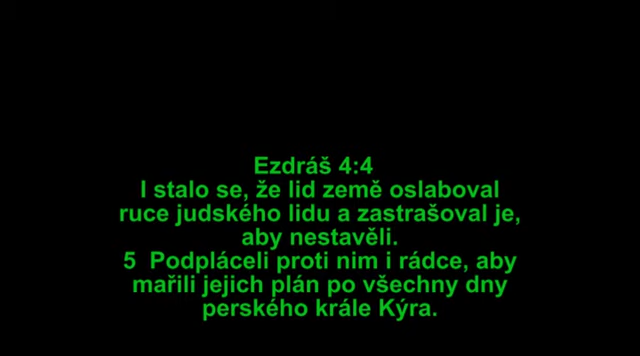 Ezdráš 4:4
I stalo se, že lid země oslaboval
ruce judského lidu a zastrašoval je,
aby nestavěli.
5  Podpláceli proti nim i rádce, aby
mařili jejich plán po všechny dny
perského krále Kýra.